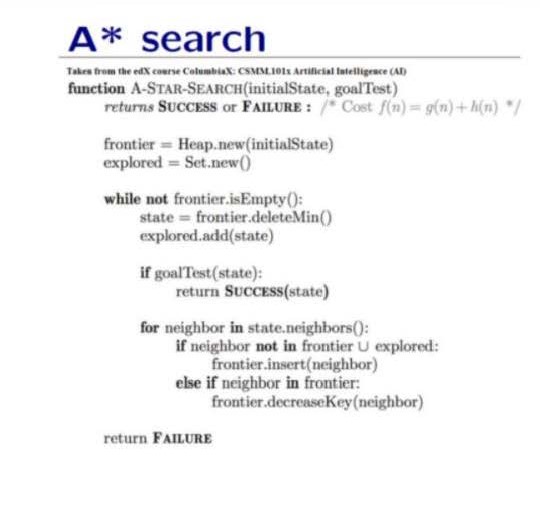 A* search
Taken from the edX course ColumbiaX: CSMM.101x Artificial Intelligence (AI)
function A-STAR-SEARCH(initialState, goalTest)
returns SUCCESS or FAILURE : /* Cost f(n) = g(n) + h(n) */
frontier = Heap.new(initialState)
explored = Set.new()
while not frontier.isEmpty():
state = frontier.deleteMin()
explored.add(state)
if goalTest(state):
return SUCCESS(state)
for neighbor in state.neighbors():
if neighbor not in frontier ∪ explored:
frontier.insert(neighbor)
else if neighbor in frontier:
frontier.decreaseKey(neighbor)
return FAILURE